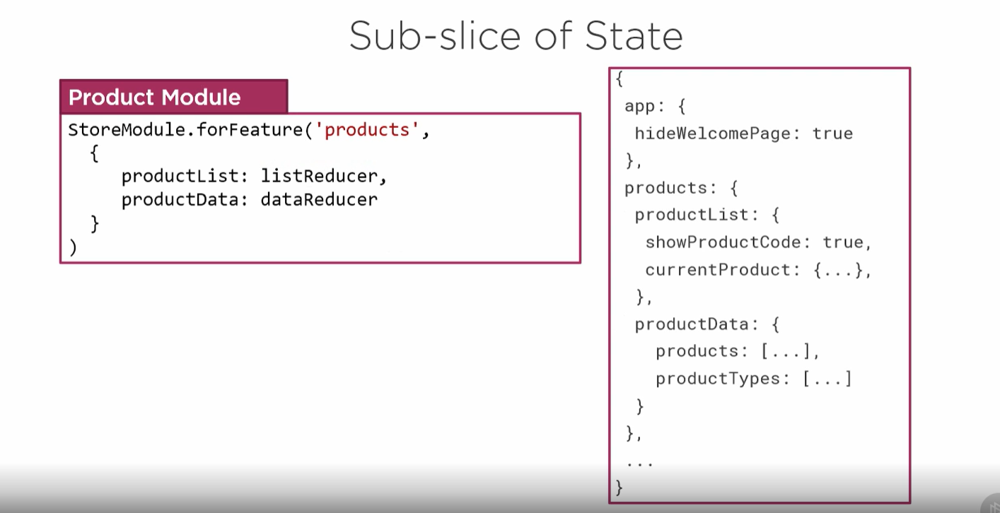 Sub-slice of State
Product Module
StoreModule.forFeature('products',
{
productList: listReducer,
productData: dataReducer
}
)
{
app: {
hideWelcomePage: true
},
products: {
productList: {
showProductCode: true,
currentProduct: {...},
},
productData: {
products: [...],
productTypes: [...]
}
},
...
}